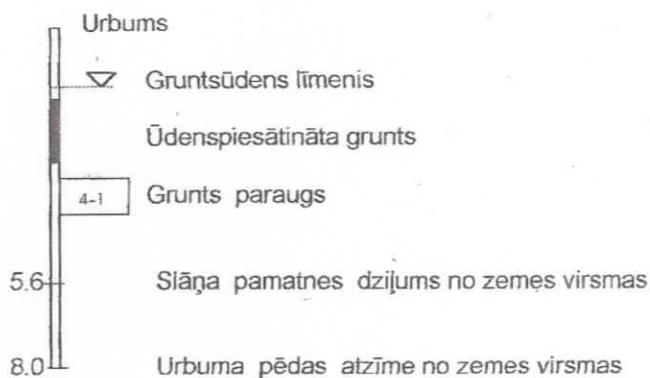 Urbums
Gruntsūdens līmenis
Ūdenspiesātināta grunts
4-1 Grunts paraugs
5.6 Slāņa pamatnes dziļums no zemes virsmas
8.0 Urbuma pēdas atzīme no zemes virsmas